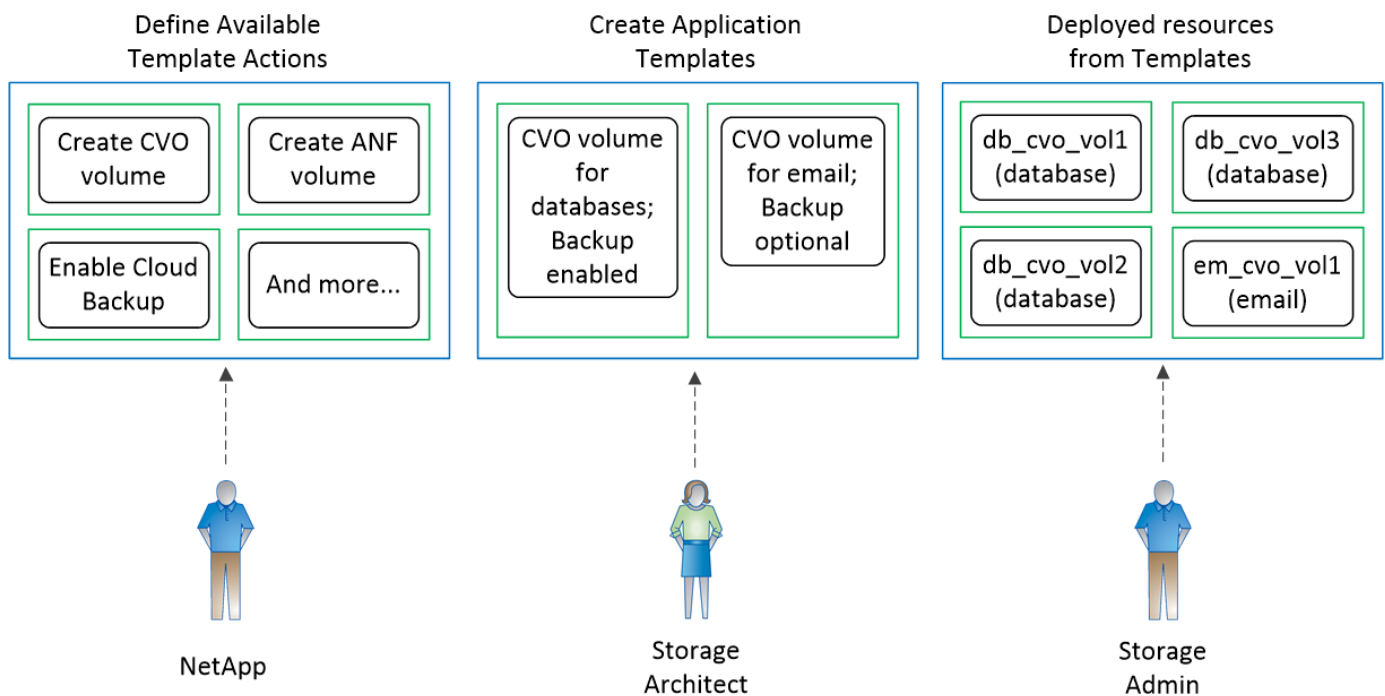 Define Available
Template Actions
Create CVO
volume
Create ANF
volume
Enable Cloud
Backup
And more...
NetApp
Create Application
Templates
CVO volume
for
databases;
Backup
enabled
CVO volume
for email;
Backup
optional
Storage
Architect
Deployed resources
from Templates
db_cvo_vol1
(database)
db_cvo_vol3
(database)
db_cvo_vol2
(database)
em_cvo_vol1
(email)
Storage
Admin